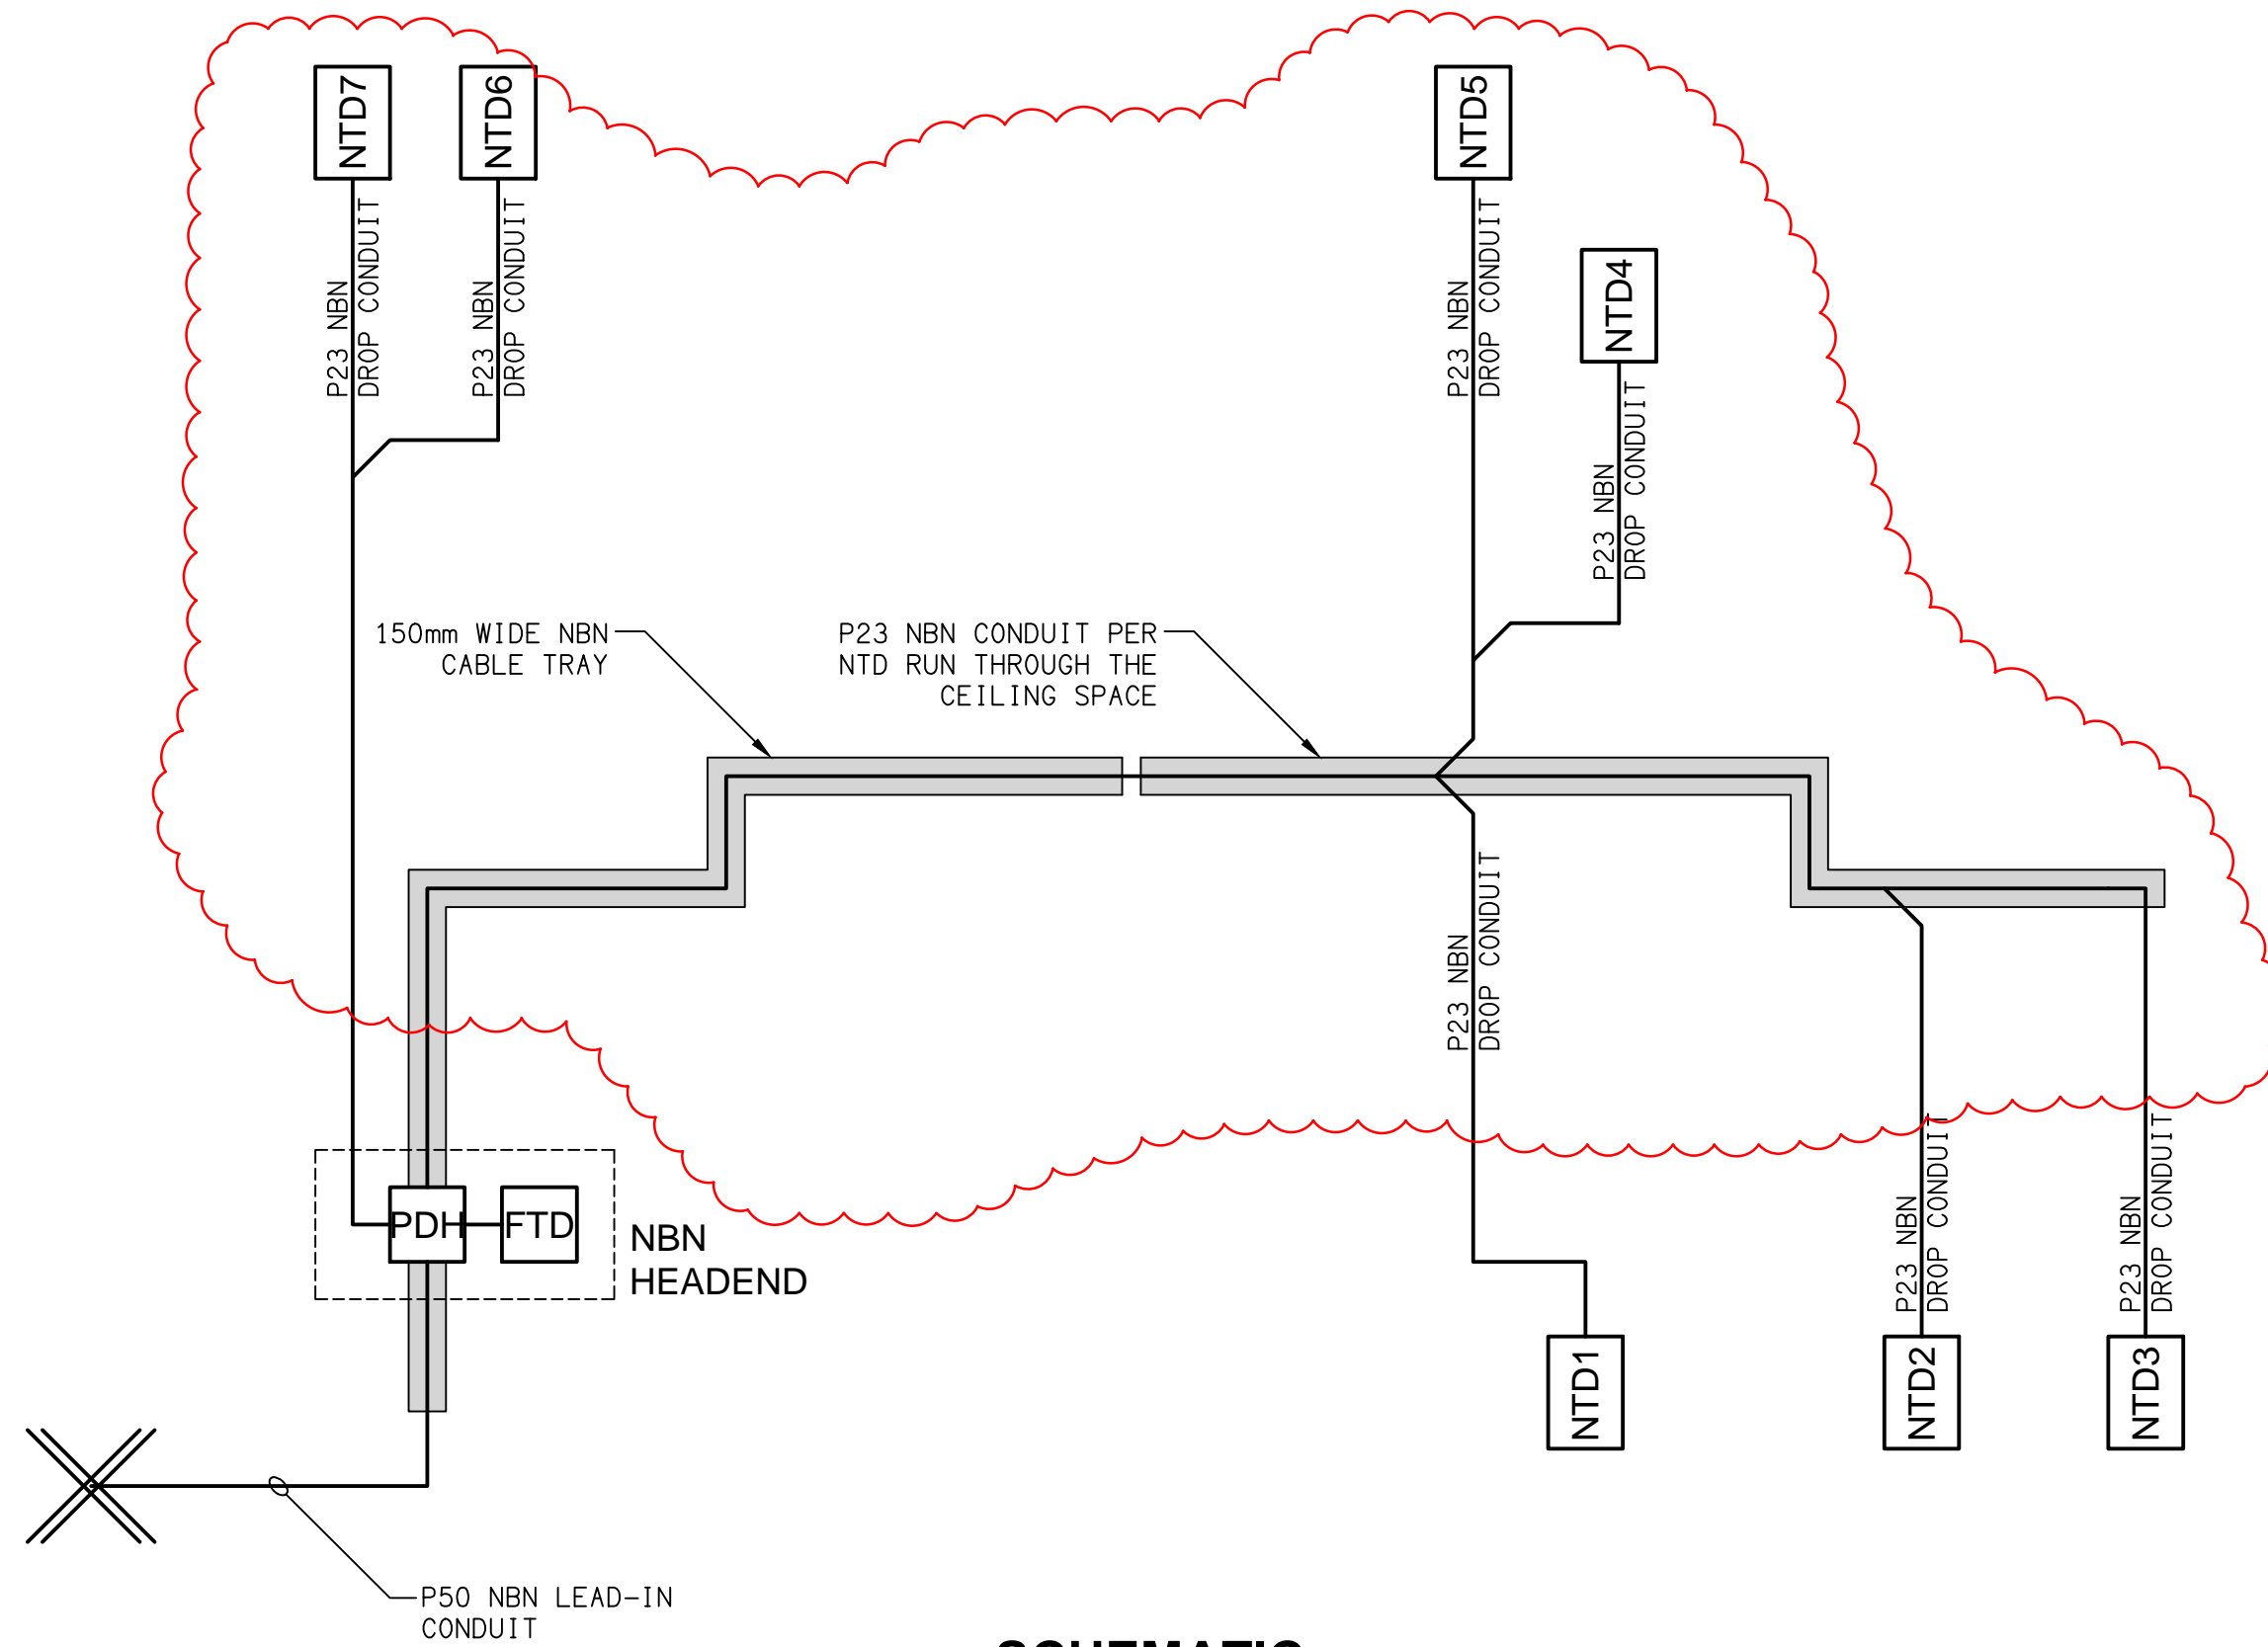 NTD7
NTD6
NTD5
NTD4
P23 NBN
DROP CONDUIT
P23 NBN
DROP CONDUIT
P23 NBN
DROP CONDUIT
P23 NBN
DROP CONDUIT
150mm WIDE NBN
CABLE TRAY
P23 NBN CONDUIT PER
NTD RUN THROUGH THE
CEILING SPACE
P23 NBN
DROP CONDUIT
P23 NBN
DROP CONDUIT
P23 NBN
DROP CONDUIT
PDH
FTD
NBN
HEADEND
NTD1
NTD2
NTD3
P50 NBN LEAD-IN
CONDUIT
SCHEMATIC